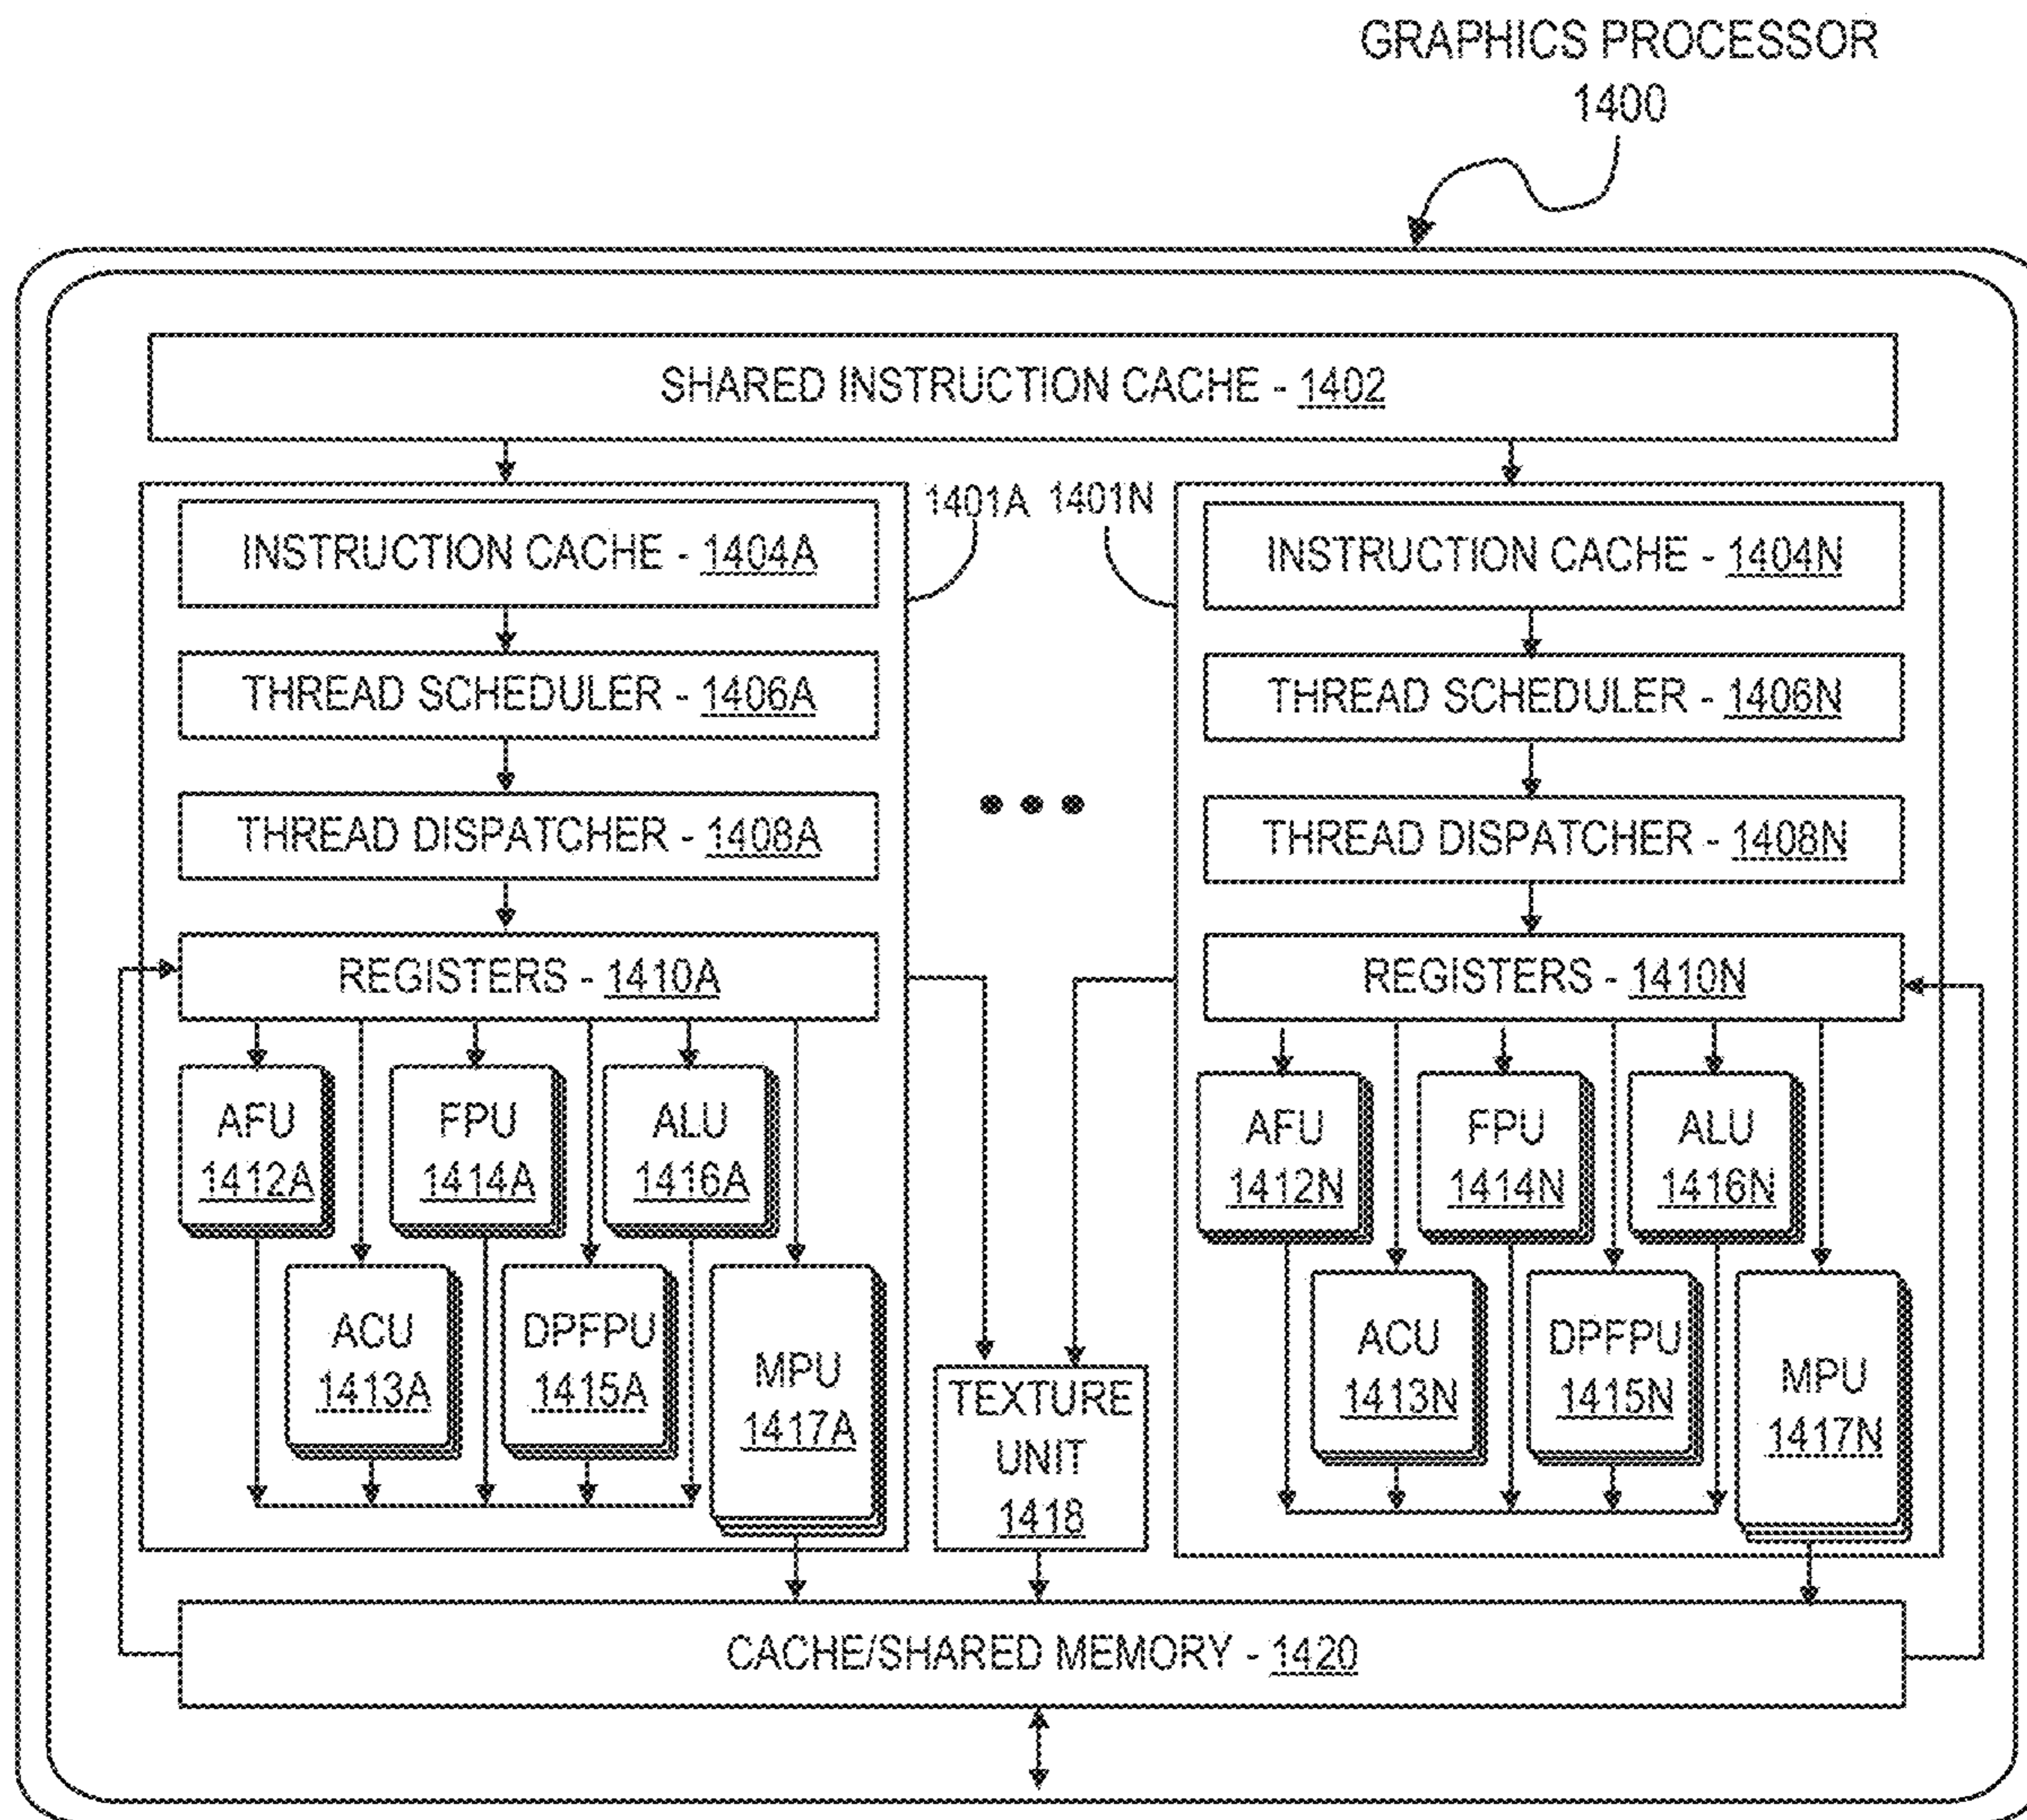 GRAPHICS PROCESSOR
1400
SHARED INSTRUCTION CACHE - 1402
1401A
1401N
INSTRUCTION CACHE - 1404A
THREAD SCHEDULER - 1406A
THREAD DISPATCHER - 1408A
REGISTERS - 1410A
AFU
1412A
FPU
1414A
ALU
1416A
ACU
1413A
DPFPU
1415A
MPU
1417A
TEXTURE
UNIT
1418
INSTRUCTION CACHE - 1404N
THREAD SCHEDULER - 1406N
THREAD DISPATCHER - 1408N
REGISTERS - 1410N
AFU
1412N
FPU
1414N
ALU
1416N
ACU
1413N
DPFPU
1415N
MPU
1417N
CACHE/SHARED MEMORY - 1420